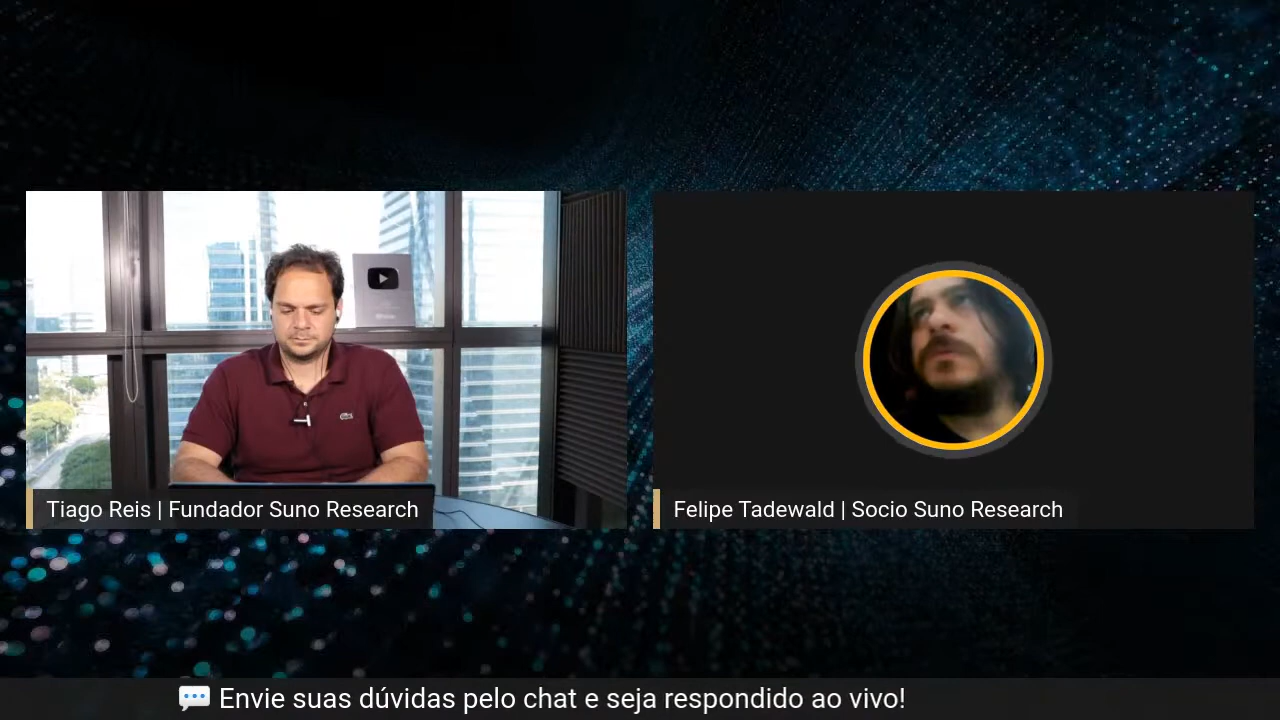 Tiago Reis | Fundador Suno Research
Felipe Tadewald | Socio Suno Research
💬 Envie suas dúvidas pelo chat e seja respondido ao vivo!